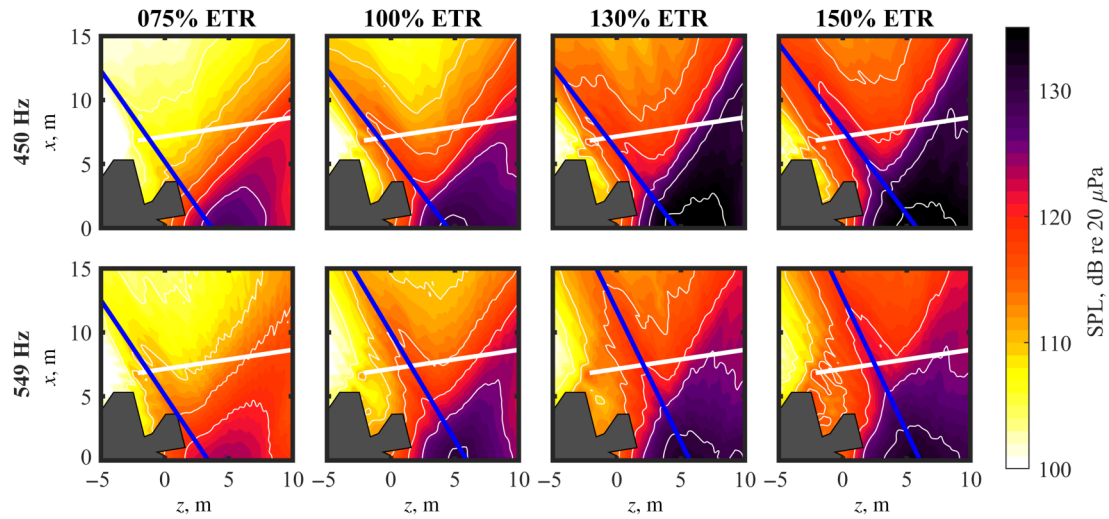 075% ETR 100% ETR 130% ETR 150% ETR
450 Hz
x, m
15
10
5
0
549 Hz
x, m
15
10
5
0
−5 0 5 10 −5 0 5 10 −5 0 5 10 −5 0 5 10
z, m z, m z, m z, m
130
120
110
100
SPL, dB re 20 μPa